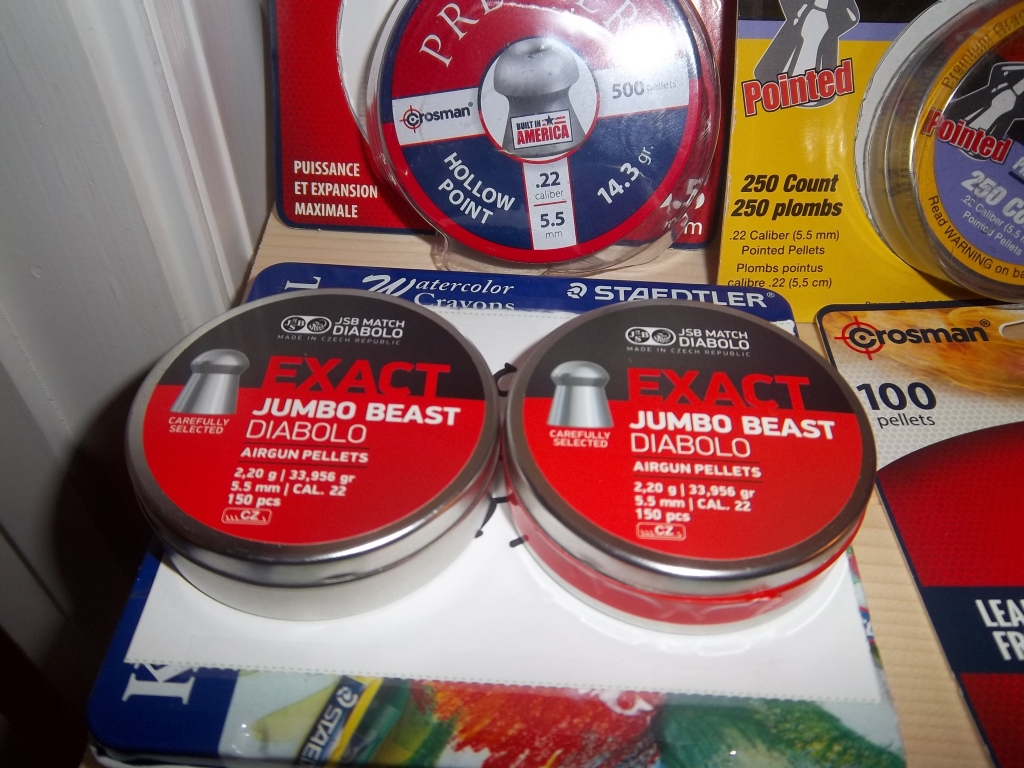 PREMIER
Crosman®
500 pellets
BUILT IN
AMERICA
HOLLOW
POINT
.22
caliber
5.5
mm
14.3 gr.
PUISSANCE
ET EXPANSION
MAXIMALE
Pointed
250 Count
250 plombs
.22 Caliber (5.5 mm)
Pointed Pellets
Plombs pointus
calibre .22 (5,5 cm)
Pointed
Watercolor
Crayons
STAEDTLER®
JSB MATCH
DIABOLO
MADE IN CZECH REPUBLIC
EXACT
JUMBO BEAST
DIABOLO
CAREFULLY
SELECTED
AIRGUN PELLETS
2,20 g | 33,956 gr
5.5 mm | CAL. 22
150 pcs
CZ
JSB MATCH
DIABOLO
MADE IN CZECH REPUBLIC
EXACT
JUMBO BEAST
DIABOLO
CAREFULLY
SELECTED
AIRGUN PELLETS
2,20 g | 33,956 gr
5.5 mm | CAL. 22
150 pcs
CZ
Crosman®
100
pellets